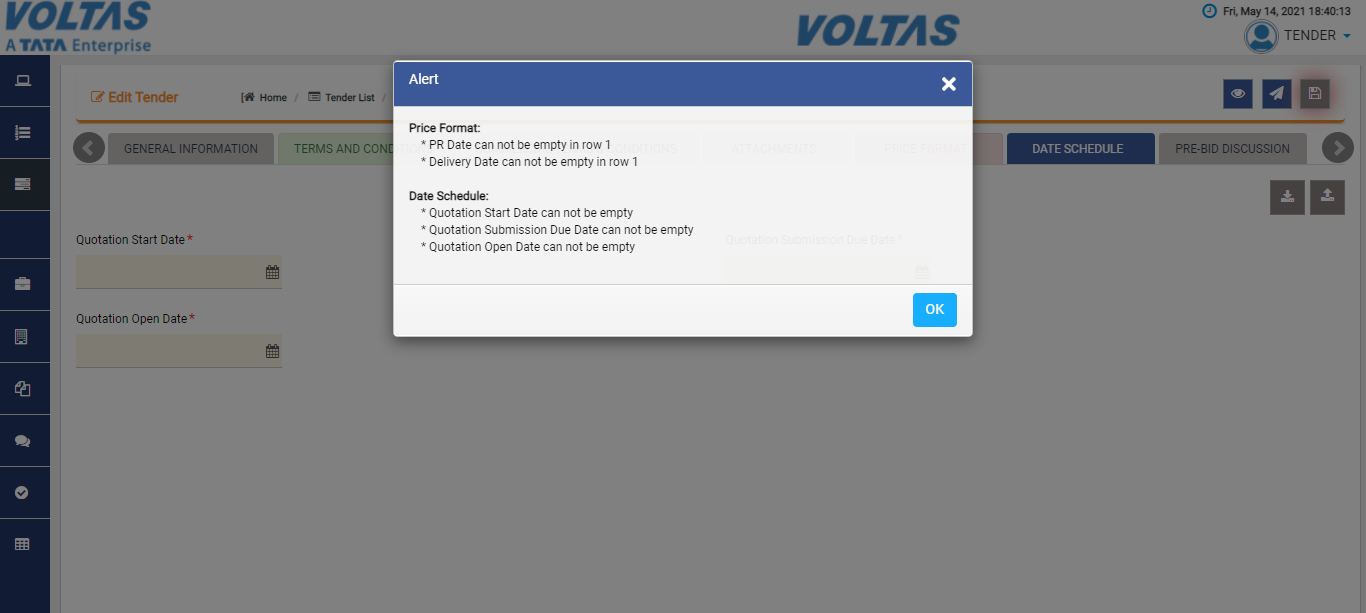 VOLTAS
A TATA Enterprise
VOLTAS
Fri, May 14, 2021 18:40:13
TENDER
Alert
Edit Tender
[ Home / Tender List /
Price Format:
* PR Date can not be empty in row 1
* Delivery Date can not be empty in row 1
GENERAL INFORMATION
TERMS AND CONDITIONS
CONDITIONS
ATTACHMENTS
PRICE FORMAT
DATE SCHEDULE
PRE-BID DISCUSSION
Date Schedule:
* Quotation Start Date can not be empty
* Quotation Submission Due Date can not be empty
* Quotation Open Date can not be empty
Quotation Start Date*
Quotation Submission Due Date*
Quotation Open Date*
OK